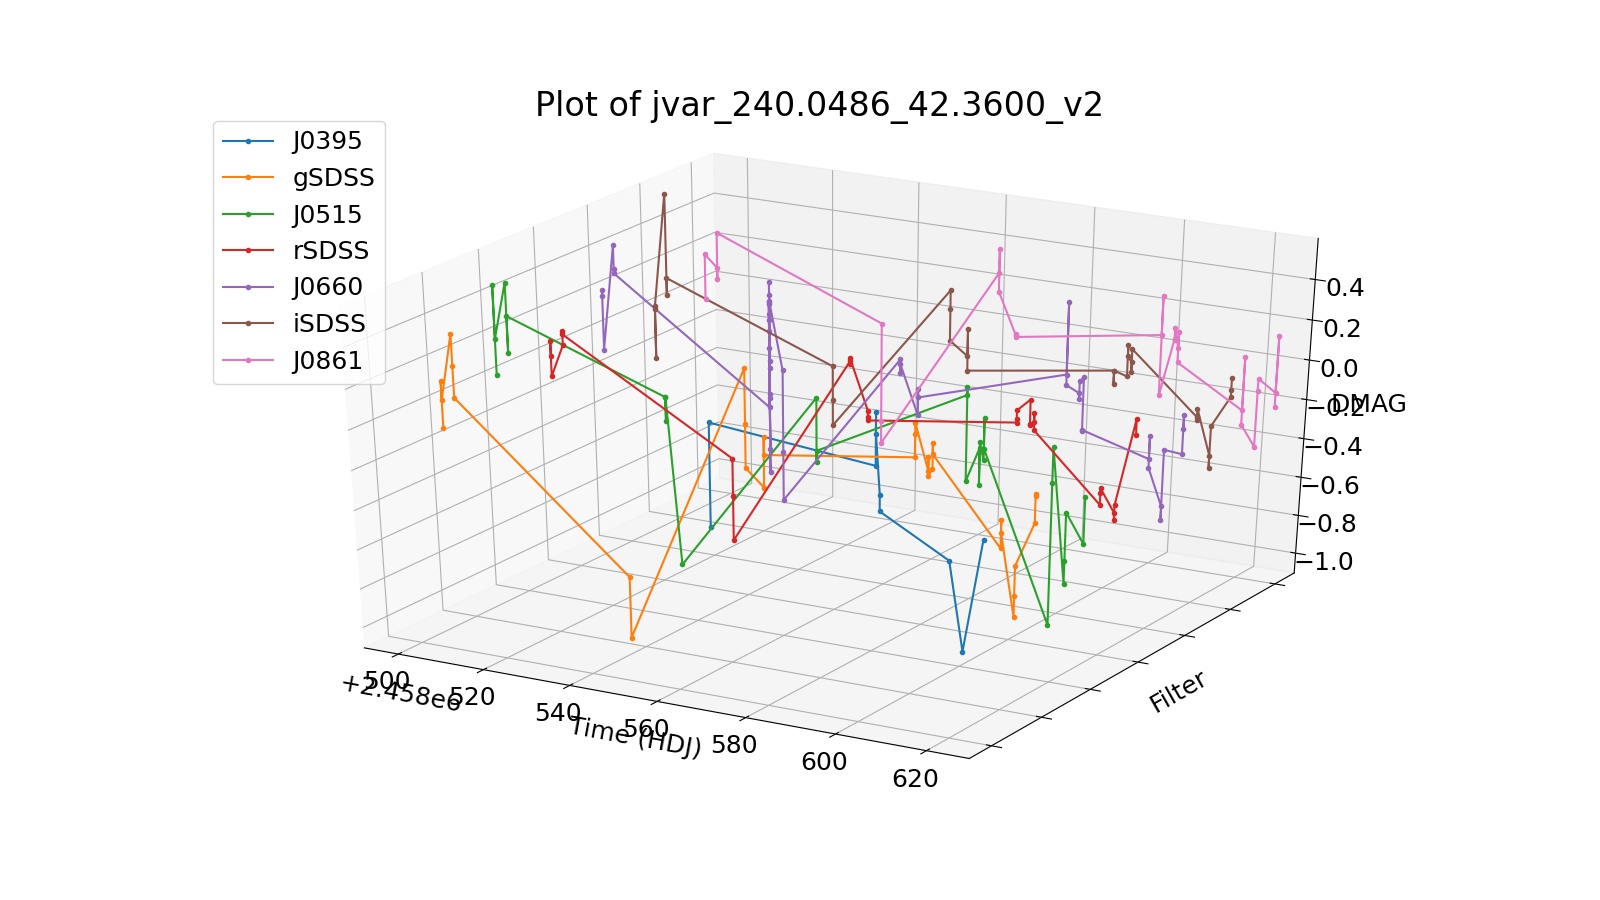 Plot of jvar_240.0486_42.3600_v2
J0395
gSDSS
J0515
rSDSS
J0660
iSDSS
J0861
0.4
0.2
0.0
−0.2
DMAG
−0.4
−0.6
−0.8
−1.0
Filter
500
520
540
560
580
600
620
+2.458e6
Time (HDJ)